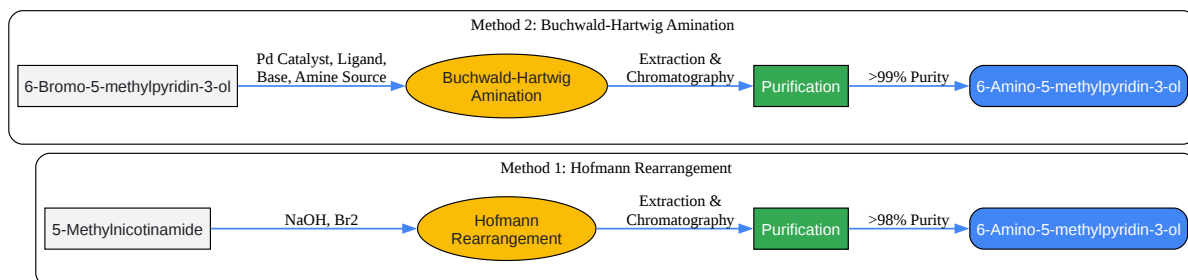 Method 2: Buchwald-Hartwig Amination
6-Bromo-5-methylpyridin-3-ol
Pd Catalyst, Ligand,
Base, Amine Source
Buchwald-Hartwig
Amination
Extraction &
Chromatography
Purification
>99% Purity
6-Amino-5-methylpyridin-3-ol
Method 1: Hofmann Rearrangement
5-Methylnicotinamide
NaOH, Br2
Hofmann
Rearrangement
Extraction &
Chromatography
Purification
>98% Purity
6-Amino-5-methylpyridin-3-ol